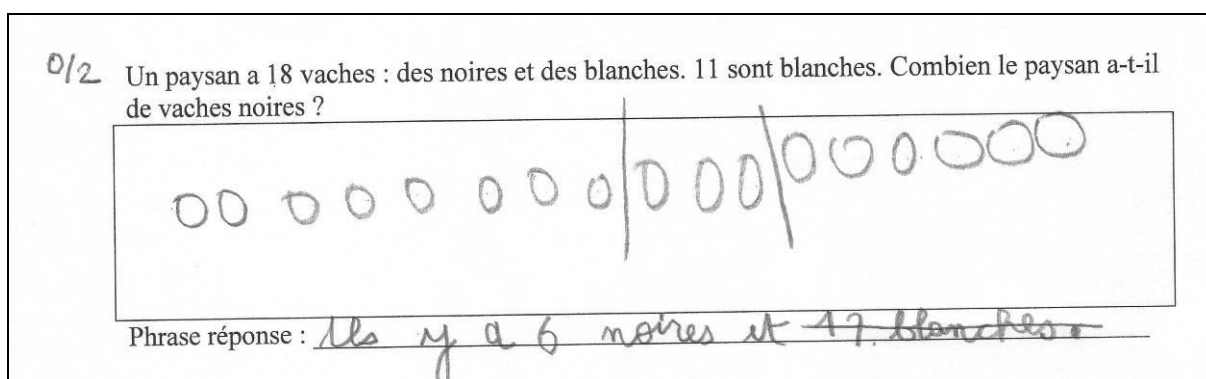 0/2 Un paysan a 18 vaches : des noires et des blanches. 11 sont blanches. Combien le paysan a-t-il
de vaches noires ?
Phrase réponse : Ils y a 6 noires et 17 blanches.